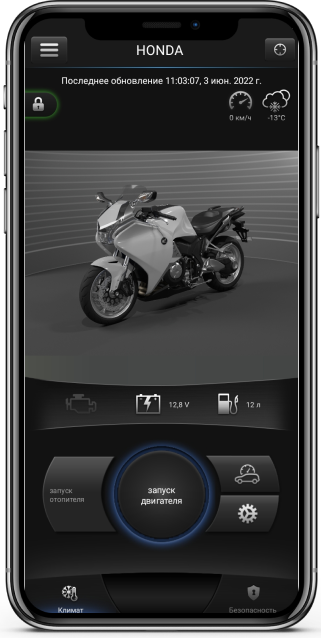 HONDA
Последнее обновление 11:03:07, 3 июн. 2022 г.
0 км/ч
-13°C
12,8 V
12 л
запуск
отопителя
запуск
двигателя
Климат
Безопасность